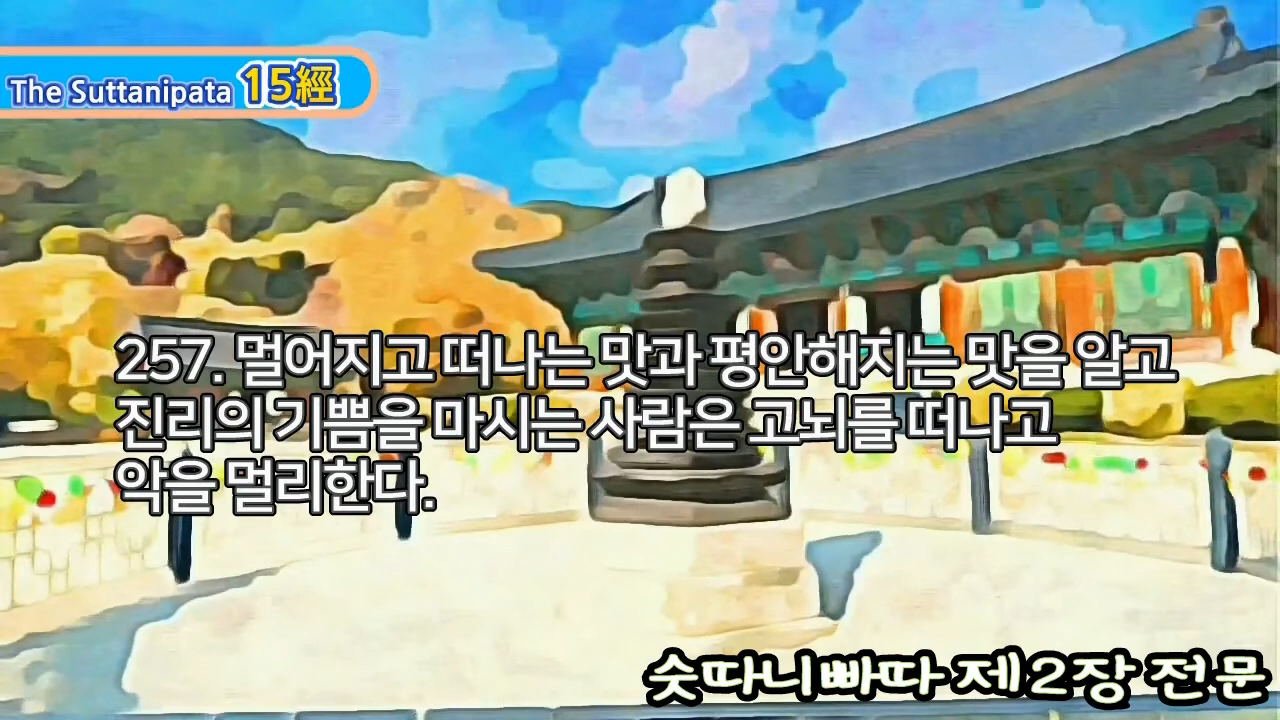 The Suttanipata 15經
257. 멀어지고 떠나는 맛과 평안해지는 맛을 알고
진리의 기쁨을 마시는 사람은 고뇌를 떠나고
악을 멀리한다.
숫따니빠따 제2장 전문